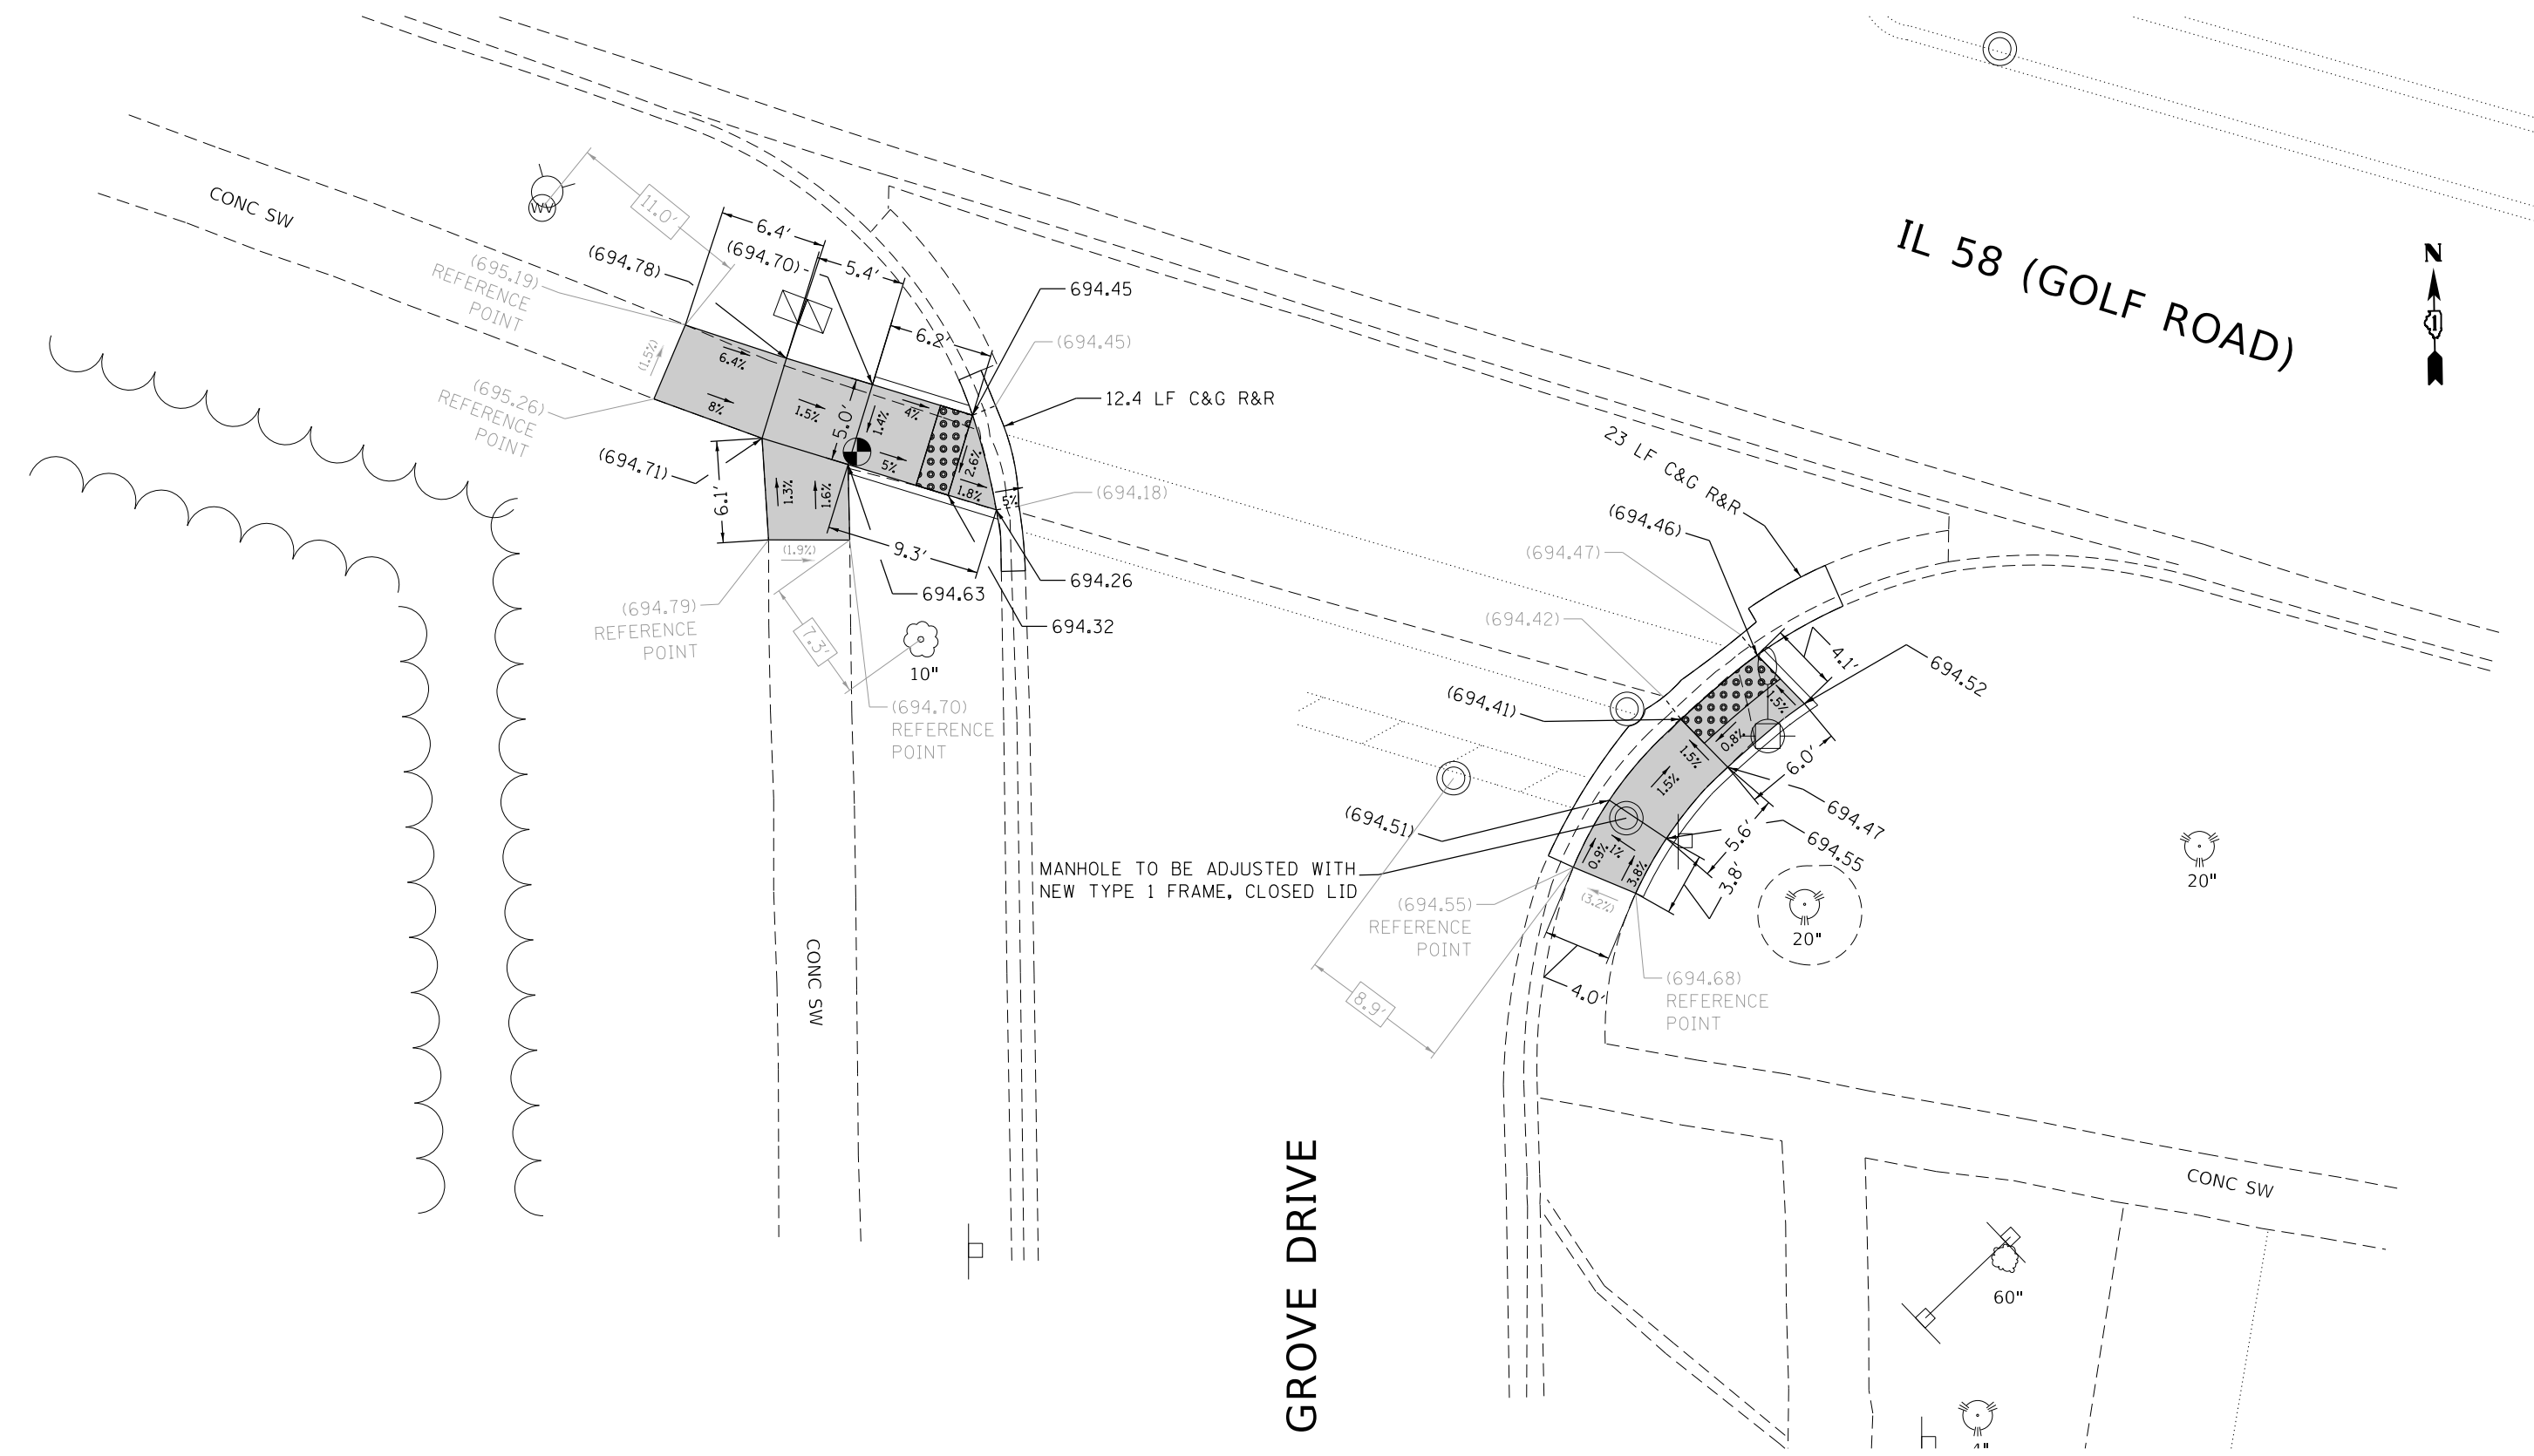 CONC SW
WV
11.0'
6.4'
(694.70)
5.4'
(694.78)
(695.19)
REFERENCE
POINT
6.2'
694.45
(694.45)
12.4 LF C&G R&R
(1.5%)
6.4%
8%
1.5%
5.0'
1.4%
4%
5%
2.6%
1.8%
5%
(695.26)
REFERENCE
POINT
(694.71)
6.1'
1.3%
1.6%
(1.9%)
9.3'
(694.18)
694.26
694.63
694.32
(694.79)
REFERENCE
POINT
7.3'
10"
(694.70)
REFERENCE
POINT
CONC SW
IL 58 (GOLF ROAD)
N
1
23 LF C&G R&R
(694.46)
(694.47)
(694.42)
(694.41)
4.1'
694.52
1.5%
0.8%
1.5%
1.5%
6.0'
694.47
5.6'
694.55
3.8'
(694.51)
MANHOLE TO BE ADJUSTED WITH
NEW TYPE 1 FRAME, CLOSED LID
0.9%
1%
3.8%
(3.2%)
(694.55)
REFERENCE
POINT
4.0'
(694.68)
REFERENCE
POINT
8.9'
20"
20"
GROVE DRIVE
CONC SW
60"
4"